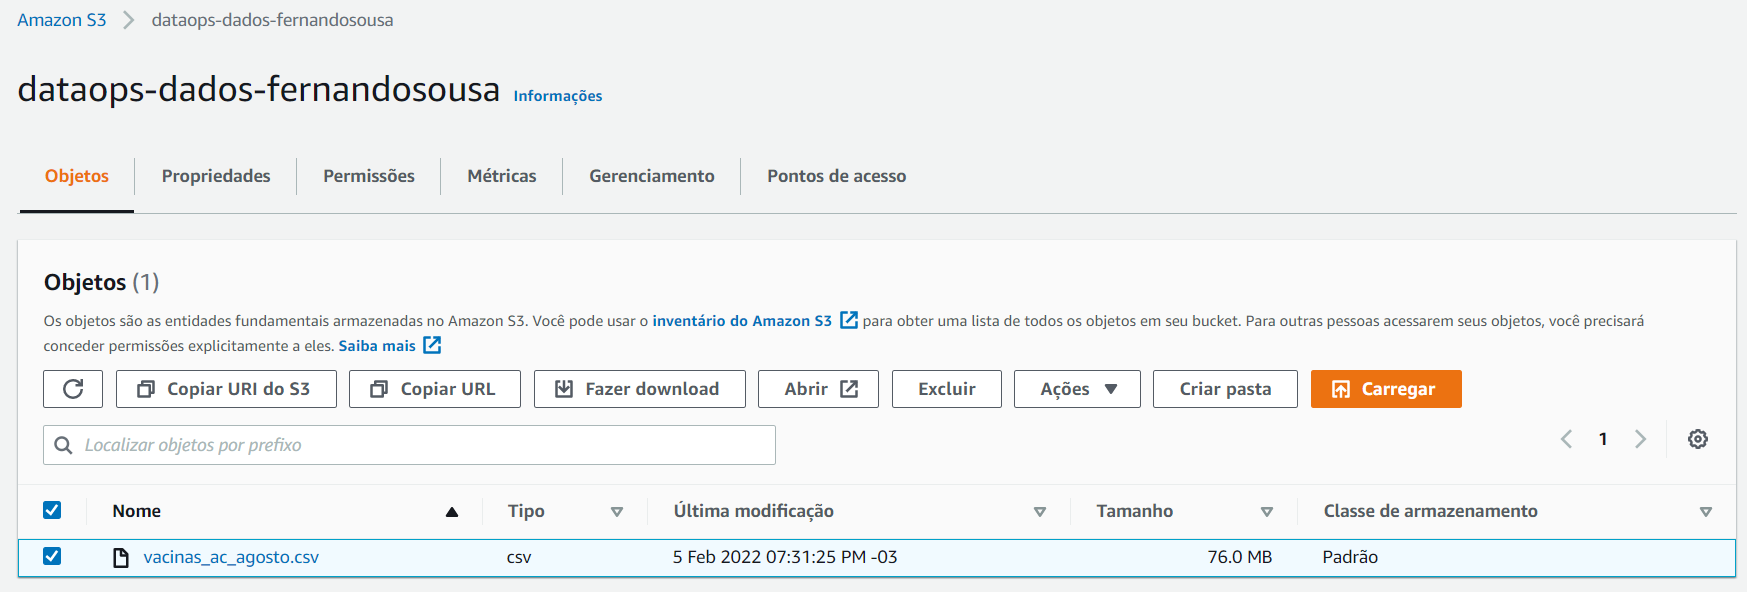 Amazon S3 dataops-dados-fernandosousa
dataops-dados-fernandosousa Informações
Objetos Propriedades Permissões Métricas Gerenciamento Pontos de acesso
Objetos (1)
Os objetos são as entidades fundamentais armazenadas no Amazon S3. Você pode usar o inventário do Amazon S3 para obter uma lista de todos os objetos em seu bucket. Para outras pessoas acessarem seus objetos, você precisará
conceder permissões explicitamente a eles. Saiba mais
Copiar URI do S3 Copiar URL Fazer download Abrir Excluir Ações Criar pasta Carregar
Localizar objetos por prefixo 1
Nome Tipo Última modificação Tamanho Classe de armazenamento
vacinas_ac_agosto.csv csv 5 Feb 2022 07:31:25 PM -03 76.0 MB Padrão